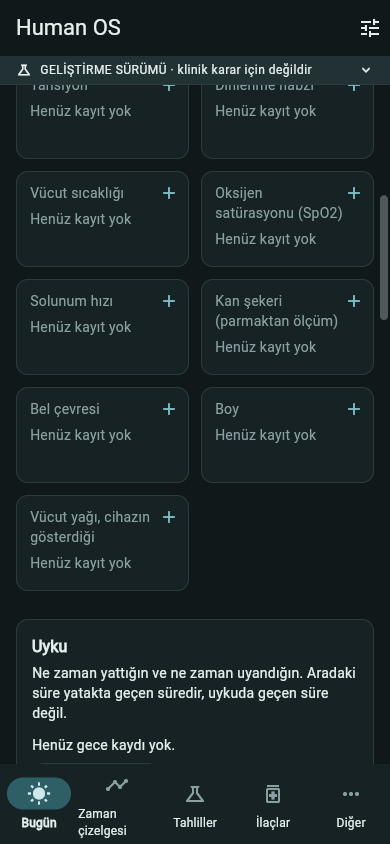 Human OS
GELİŞTİRME SÜRÜMÜ · klinik karar için değildir
Tansiyon
Dinlenme nabzı
Henüz kayıt yok
Henüz kayıt yok
Vücut sıcaklığı
Henüz kayıt yok
Oksijen
satürasyonu (SpO2)
Henüz kayıt yok
Solunum hızı
Henüz kayıt yok
Kan şekeri
(parmaktan ölçüm)
Henüz kayıt yok
Bel çevresi
Henüz kayıt yok
Boy
Henüz kayıt yok
Vücut yağı, cihazın
gösterdiği
Henüz kayıt yok
Uyku
Ne zaman yattığın ve ne zaman uyandığın. Aradaki
süre yatakta geçen süredir, uykuda geçen süre
değil.
Henüz gece kaydı yok.
Bugün
Zaman
çizelgesi
Tahliller
İlaçlar
Diğer